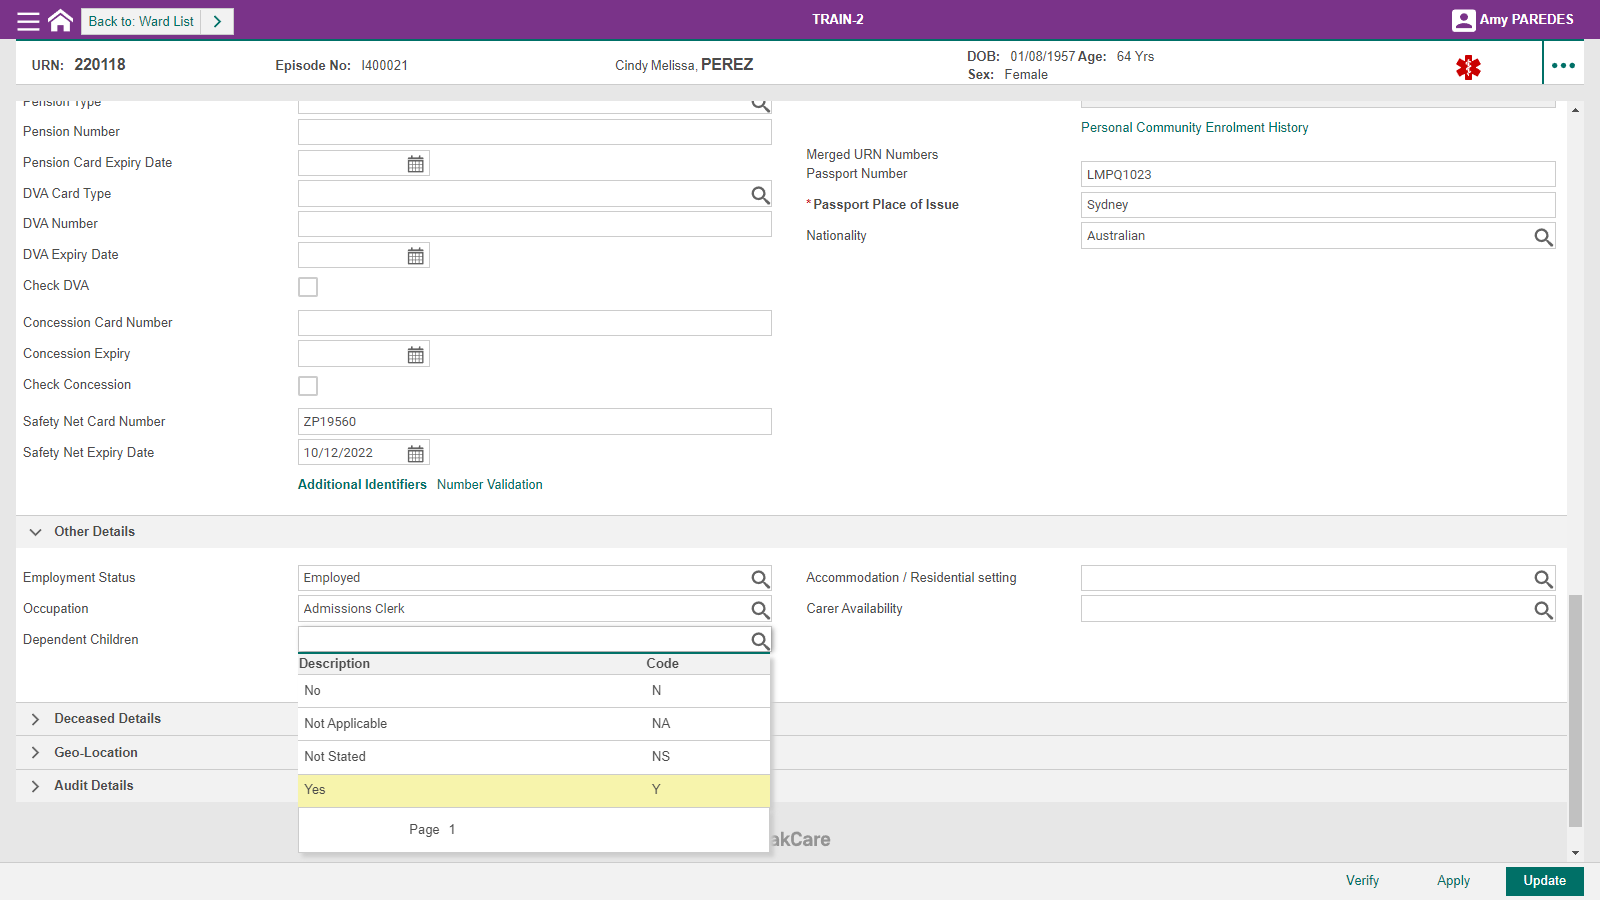 Back to: Ward List
TRAIN-2
Amy PAREDES
URN: 220118
Episode No: I400021
Cindy Melissa, PEREZ
DOB: 01/08/1957 Age: 64 Yrs
Sex: Female
Pension Type
Pension Number
Pension Card Expiry Date
DVA Card Type
DVA Number
DVA Expiry Date
Check DVA
Concession Card Number
Concession Expiry
Check Concession
Safety Net Card Number ZP19560
Safety Net Expiry Date 10/12/2022
Additional Identifiers Number Validation
Personal Community Enrolment History
Merged URN Numbers
Passport Number LMPQ1023
*Passport Place of Issue Sydney
Nationality Australian
Other Details
Employment Status Employed
Occupation Admissions Clerk
Dependent Children
Accommodation / Residential setting
Carer Availability
Description Code
No N
Not Applicable NA
Not Stated NS
Yes Y
Page 1
Deceased Details
Geo-Location
Audit Details
akCare
Verify
Apply
Update